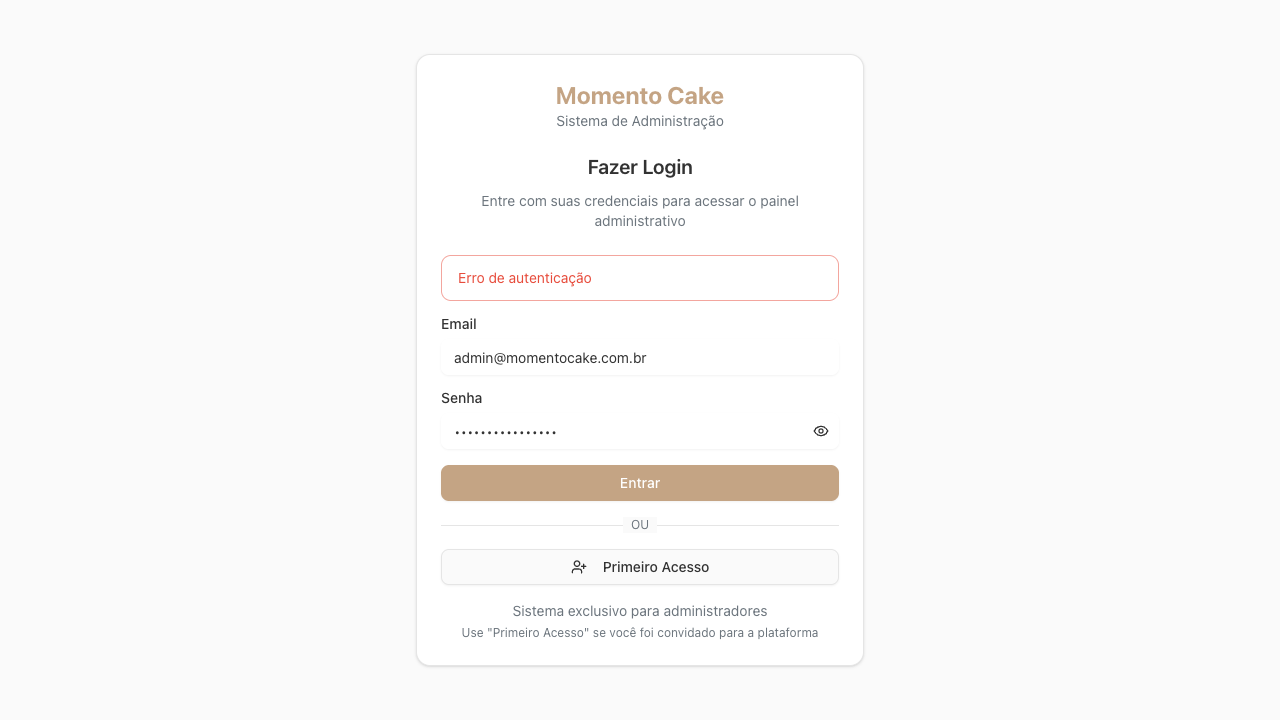 Momento Cake
Sistema de Administração
Fazer Login
Entre com suas credenciais para acessar o painel
administrativo
Erro de autenticação
Email
admin@momentocake.com.br
Senha
••••••••••••••••
Entrar
OU
Primeiro Acesso
Sistema exclusivo para administradores
Use "Primeiro Acesso" se você foi convidado para a plataforma